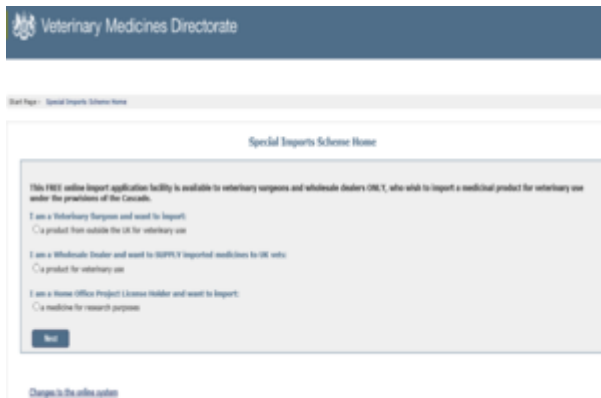 Veterinary Medicines Directorate
Start Page > Special Imports Scheme Home
Special Imports Scheme Home
This FREE online import application facility is available to veterinary surgeons and wholesale dealers ONLY, who wish to import a medicinal product for veterinary use
under the provisions of the Cascade.
I am a Veterinary Surgeon and want to import:
a product from outside the UK for veterinary use
I am a Wholesale Dealer and want to SUPPLY imported medicines to UK vets:
a product for veterinary use
I am a Home Office Project License Holder and want to import:
a medicine for research purposes
Next
Changes to the online system